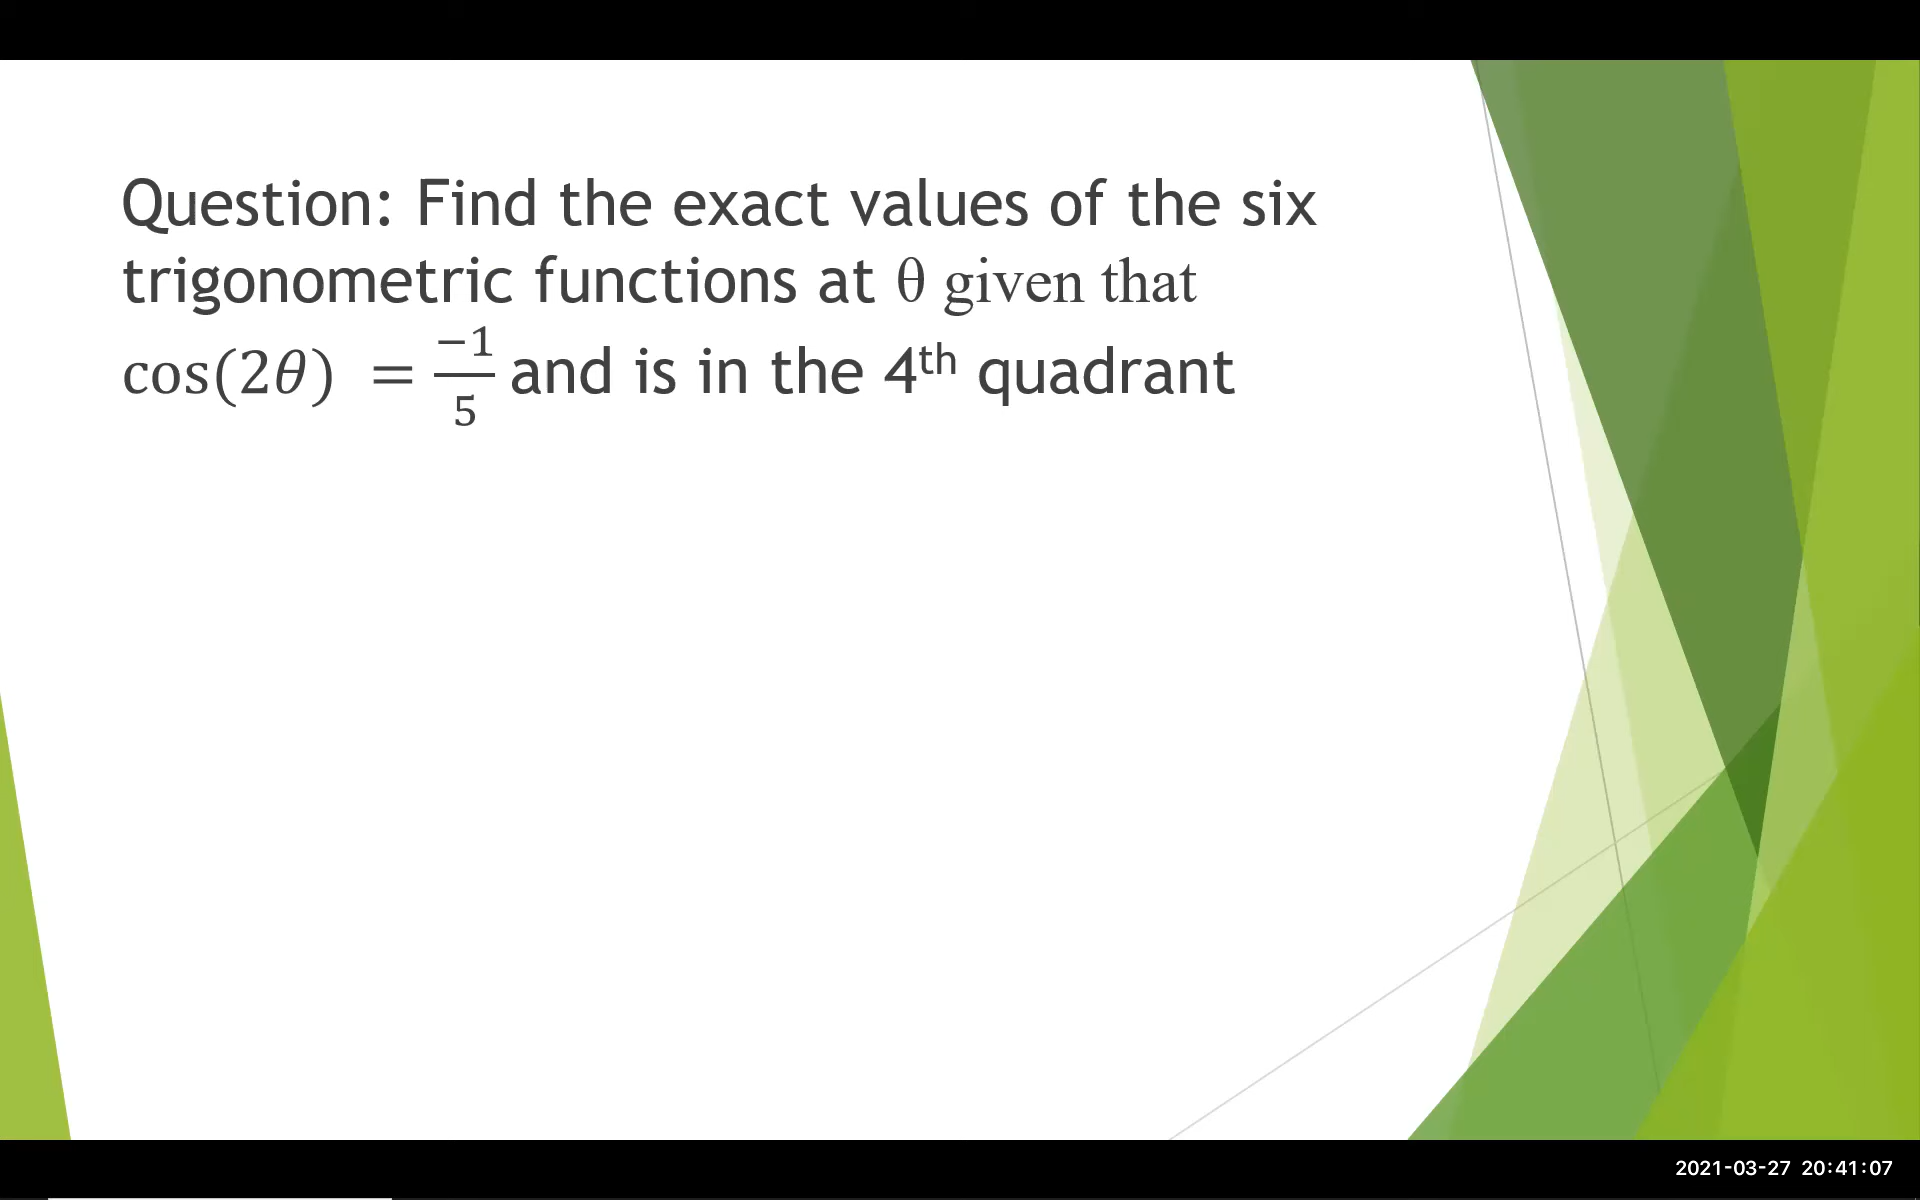 Question: Find the exact values of the six
trigonometric functions at θ given that
cos(2θ) = −1/5 and is in the 4th quadrant
2021-03-27 20:41:07